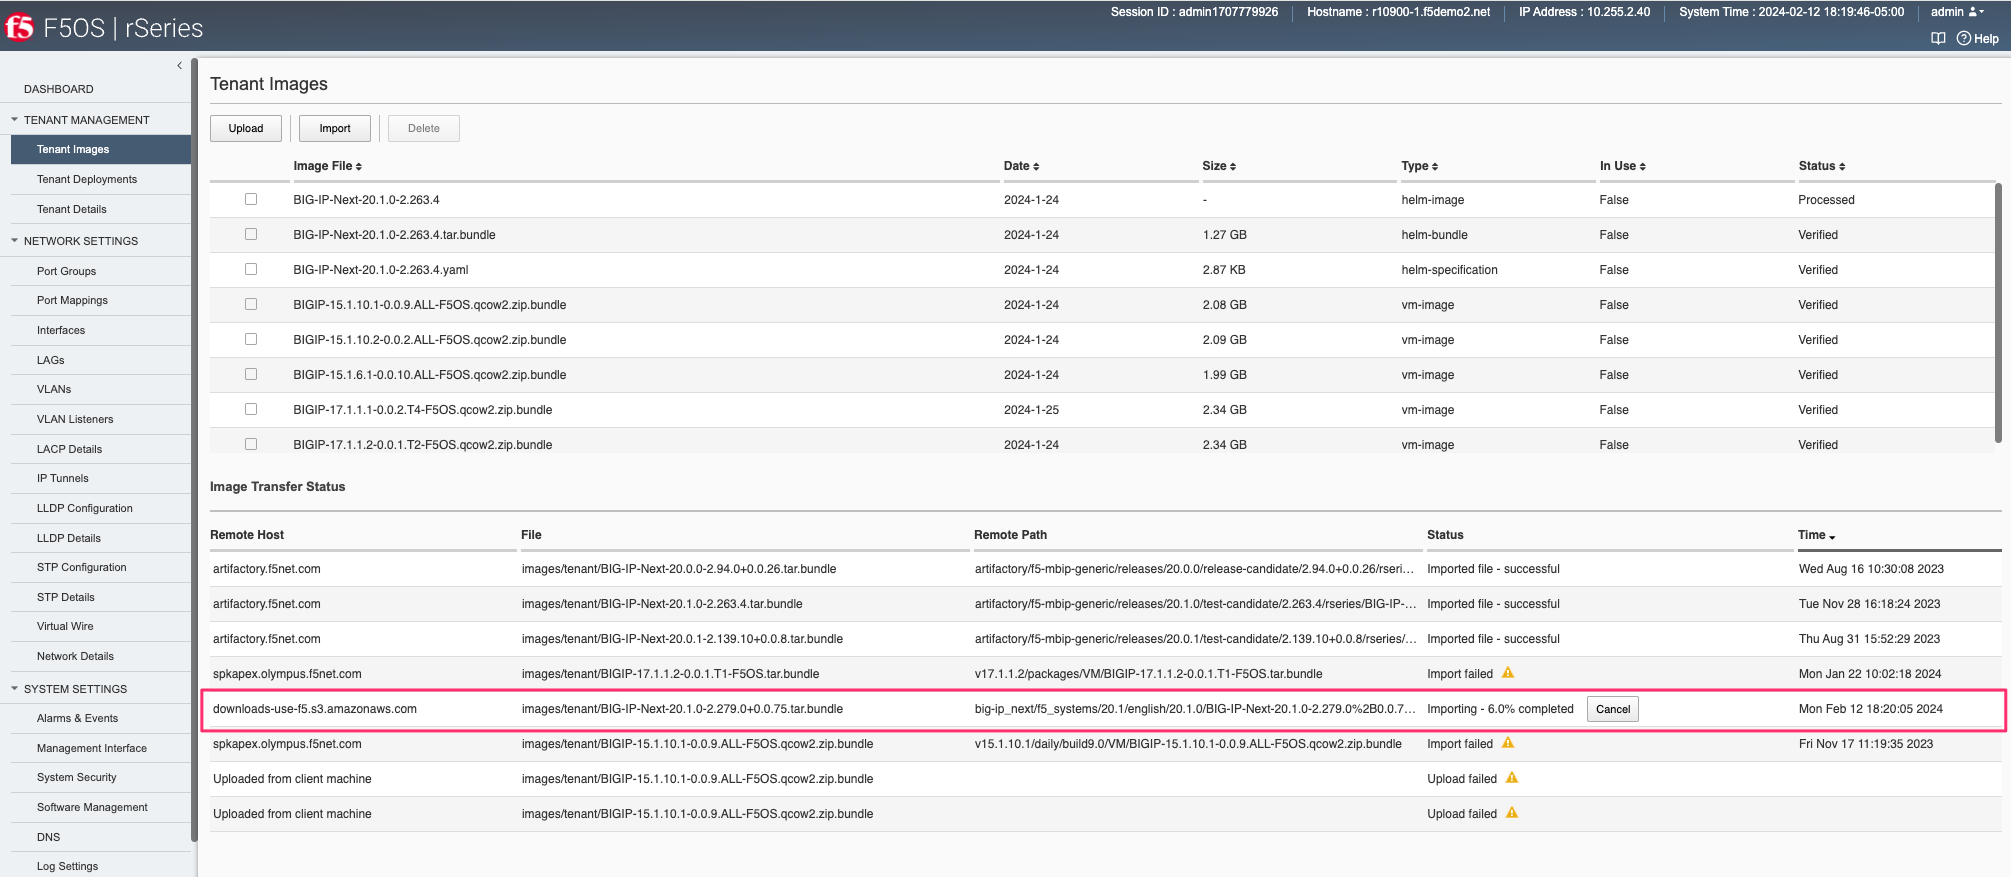 Session ID : admin1707779926 Hostname : r10900-1.f5demo2.net IP Address : 10.255.2.40 System Time : 2024-02-12 18:19:46-05:00 admin
f5 F5OS | rSeries
Help
DASHBOARD
TENANT MANAGEMENT
Tenant Images
Tenant Deployments
Tenant Details
NETWORK SETTINGS
Port Groups
Port Mappings
Interfaces
LAGs
VLANs
VLAN Listeners
LACP Details
IP Tunnels
LLDP Configuration
LLDP Details
STP Configuration
STP Details
Virtual Wire
Network Details
SYSTEM SETTINGS
Alarms & Events
Management Interface
System Security
Software Management
DNS
Log Settings
Tenant Images
Upload Import Delete
Image File Date Size Type In Use Status
BIG-IP-Next-20.1.0-2.263.4 2024-1-24 - helm-image False Processed
BIG-IP-Next-20.1.0-2.263.4.tar.bundle 2024-1-24 1.27 GB helm-bundle False Verified
BIG-IP-Next-20.1.0-2.263.4.yaml 2024-1-24 2.87 KB helm-specification False Verified
BIGIP-15.1.10.1-0.0.9.ALL-F5OS.qcow2.zip.bundle 2024-1-24 2.08 GB vm-image False Verified
BIGIP-15.1.10.2-0.0.2.ALL-F5OS.qcow2.zip.bundle 2024-1-24 2.09 GB vm-image False Verified
BIGIP-15.1.6.1-0.0.10.ALL-F5OS.qcow2.zip.bundle 2024-1-24 1.99 GB vm-image False Verified
BIGIP-17.1.1.1-0.0.2.T4-F5OS.qcow2.zip.bundle 2024-1-25 2.34 GB vm-image False Verified
BIGIP-17.1.1.2-0.0.1.T2-F5OS.qcow2.zip.bundle 2024-1-24 2.34 GB vm-image False Verified
Image Transfer Status
Remote Host File Remote Path Status Time
artifactory.f5net.com images/tenant/BIG-IP-Next-20.0.0-2.94.0+0.0.26.tar.bundle artifactory/f5-mbip-generic/releases/20.0.0/release-candidate/2.94.0+0.0.26/rseri... Imported file - successful Wed Aug 16 10:30:08 2023
artifactory.f5net.com images/tenant/BIG-IP-Next-20.1.0-2.263.4.tar.bundle artifactory/f5-mbip-generic/releases/20.1.0/test-candidate/2.263.4/rseries/BIG-IP-... Imported file - successful Tue Nov 28 16:18:24 2023
artifactory.f5net.com images/tenant/BIG-IP-Next-20.0.1-2.139.10+0.0.8.tar.bundle artifactory/f5-mbip-generic/releases/20.0.1/test-candidate/2.139.10+0.0.8/rseries/... Imported file - successful Thu Aug 31 15:52:29 2023
spkapex.olympus.f5net.com images/tenant/BIGIP-17.1.1.2-0.0.1.T1-F5OS.tar.bundle v17.1.1.2/packages/VM/BIGIP-17.1.1.2-0.0.1.T1-F5OS.tar.bundle Import failed Mon Jan 22 10:02:18 2024
downloads-use-f5.s3.amazonaws.com images/tenant/BIG-IP-Next-20.1.0-2.279.0+0.0.75.tar.bundle big-ip_next/f5_systems/20.1/english/20.1.0/BIG-IP-Next-20.1.0-2.279.0%2B0.0.7... Importing - 6.0% completed Cancel Mon Feb 12 18:20:05 2024
spkapex.olympus.f5net.com images/tenant/BIGIP-15.1.10.1-0.0.9.ALL-F5OS.qcow2.zip.bundle v15.1.10.1/daily/build9.0/VM/BIGIP-15.1.10.1-0.0.9.ALL-F5OS.qcow2.zip.bundle Import failed Fri Nov 17 11:19:35 2023
Uploaded from client machine images/tenant/BIGIP-15.1.10.1-0.0.9.ALL-F5OS.qcow2.zip.bundle Upload failed
Uploaded from client machine images/tenant/BIGIP-15.1.10.1-0.0.9.ALL-F5OS.qcow2.zip.bundle Upload failed